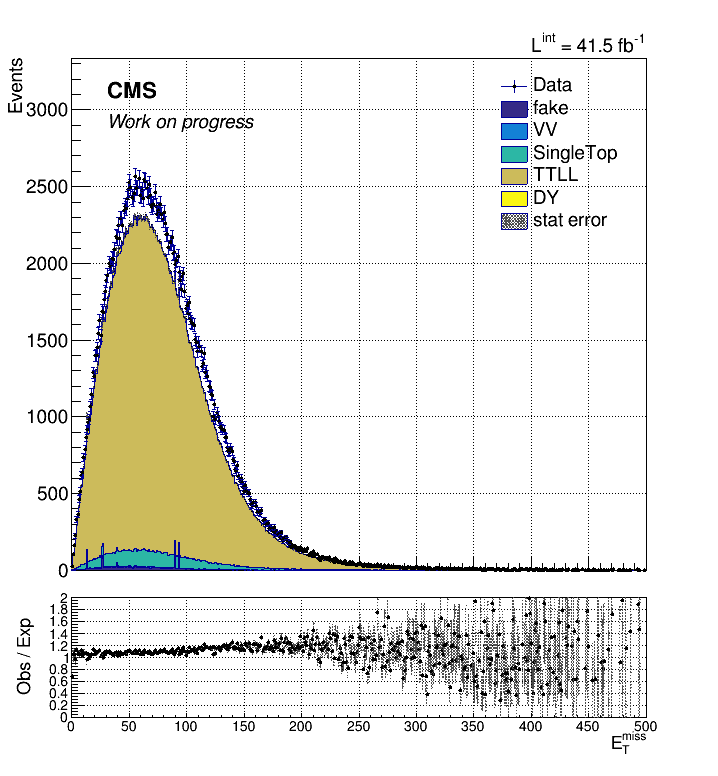 L^int = 41.5 fb^-1
Events
CMS
Work on progress
Data
fake
VV
SingleTop
TTLL
DY
stat error
3000
2500
2000
1500
1000
500
0
Obs / Exp
2
1.8
1.6
1.4
1.2
1
0.8
0.6
0.4
0.2
0
0 50 100 150 200 250 300 350 400 450 500
E_T^miss